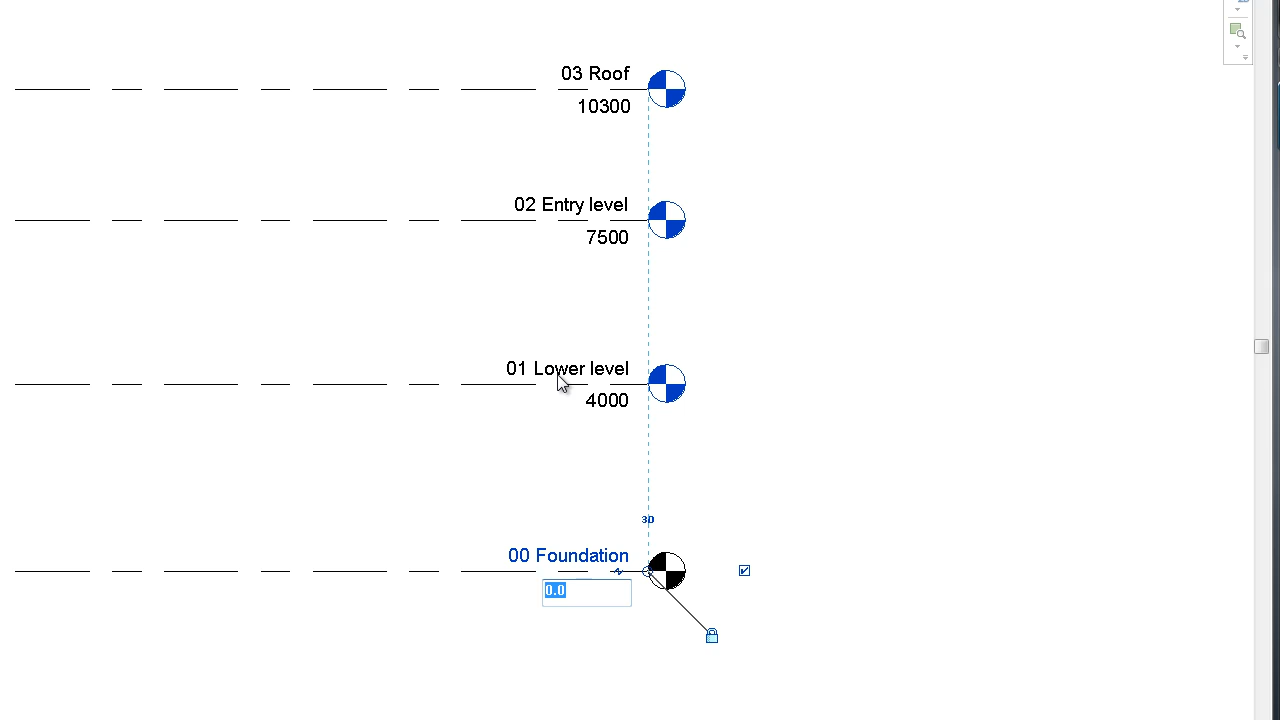 03 Roof
10300
02 Entry level
7500
01 Lower level
4000
3D
00 Foundation
0.0